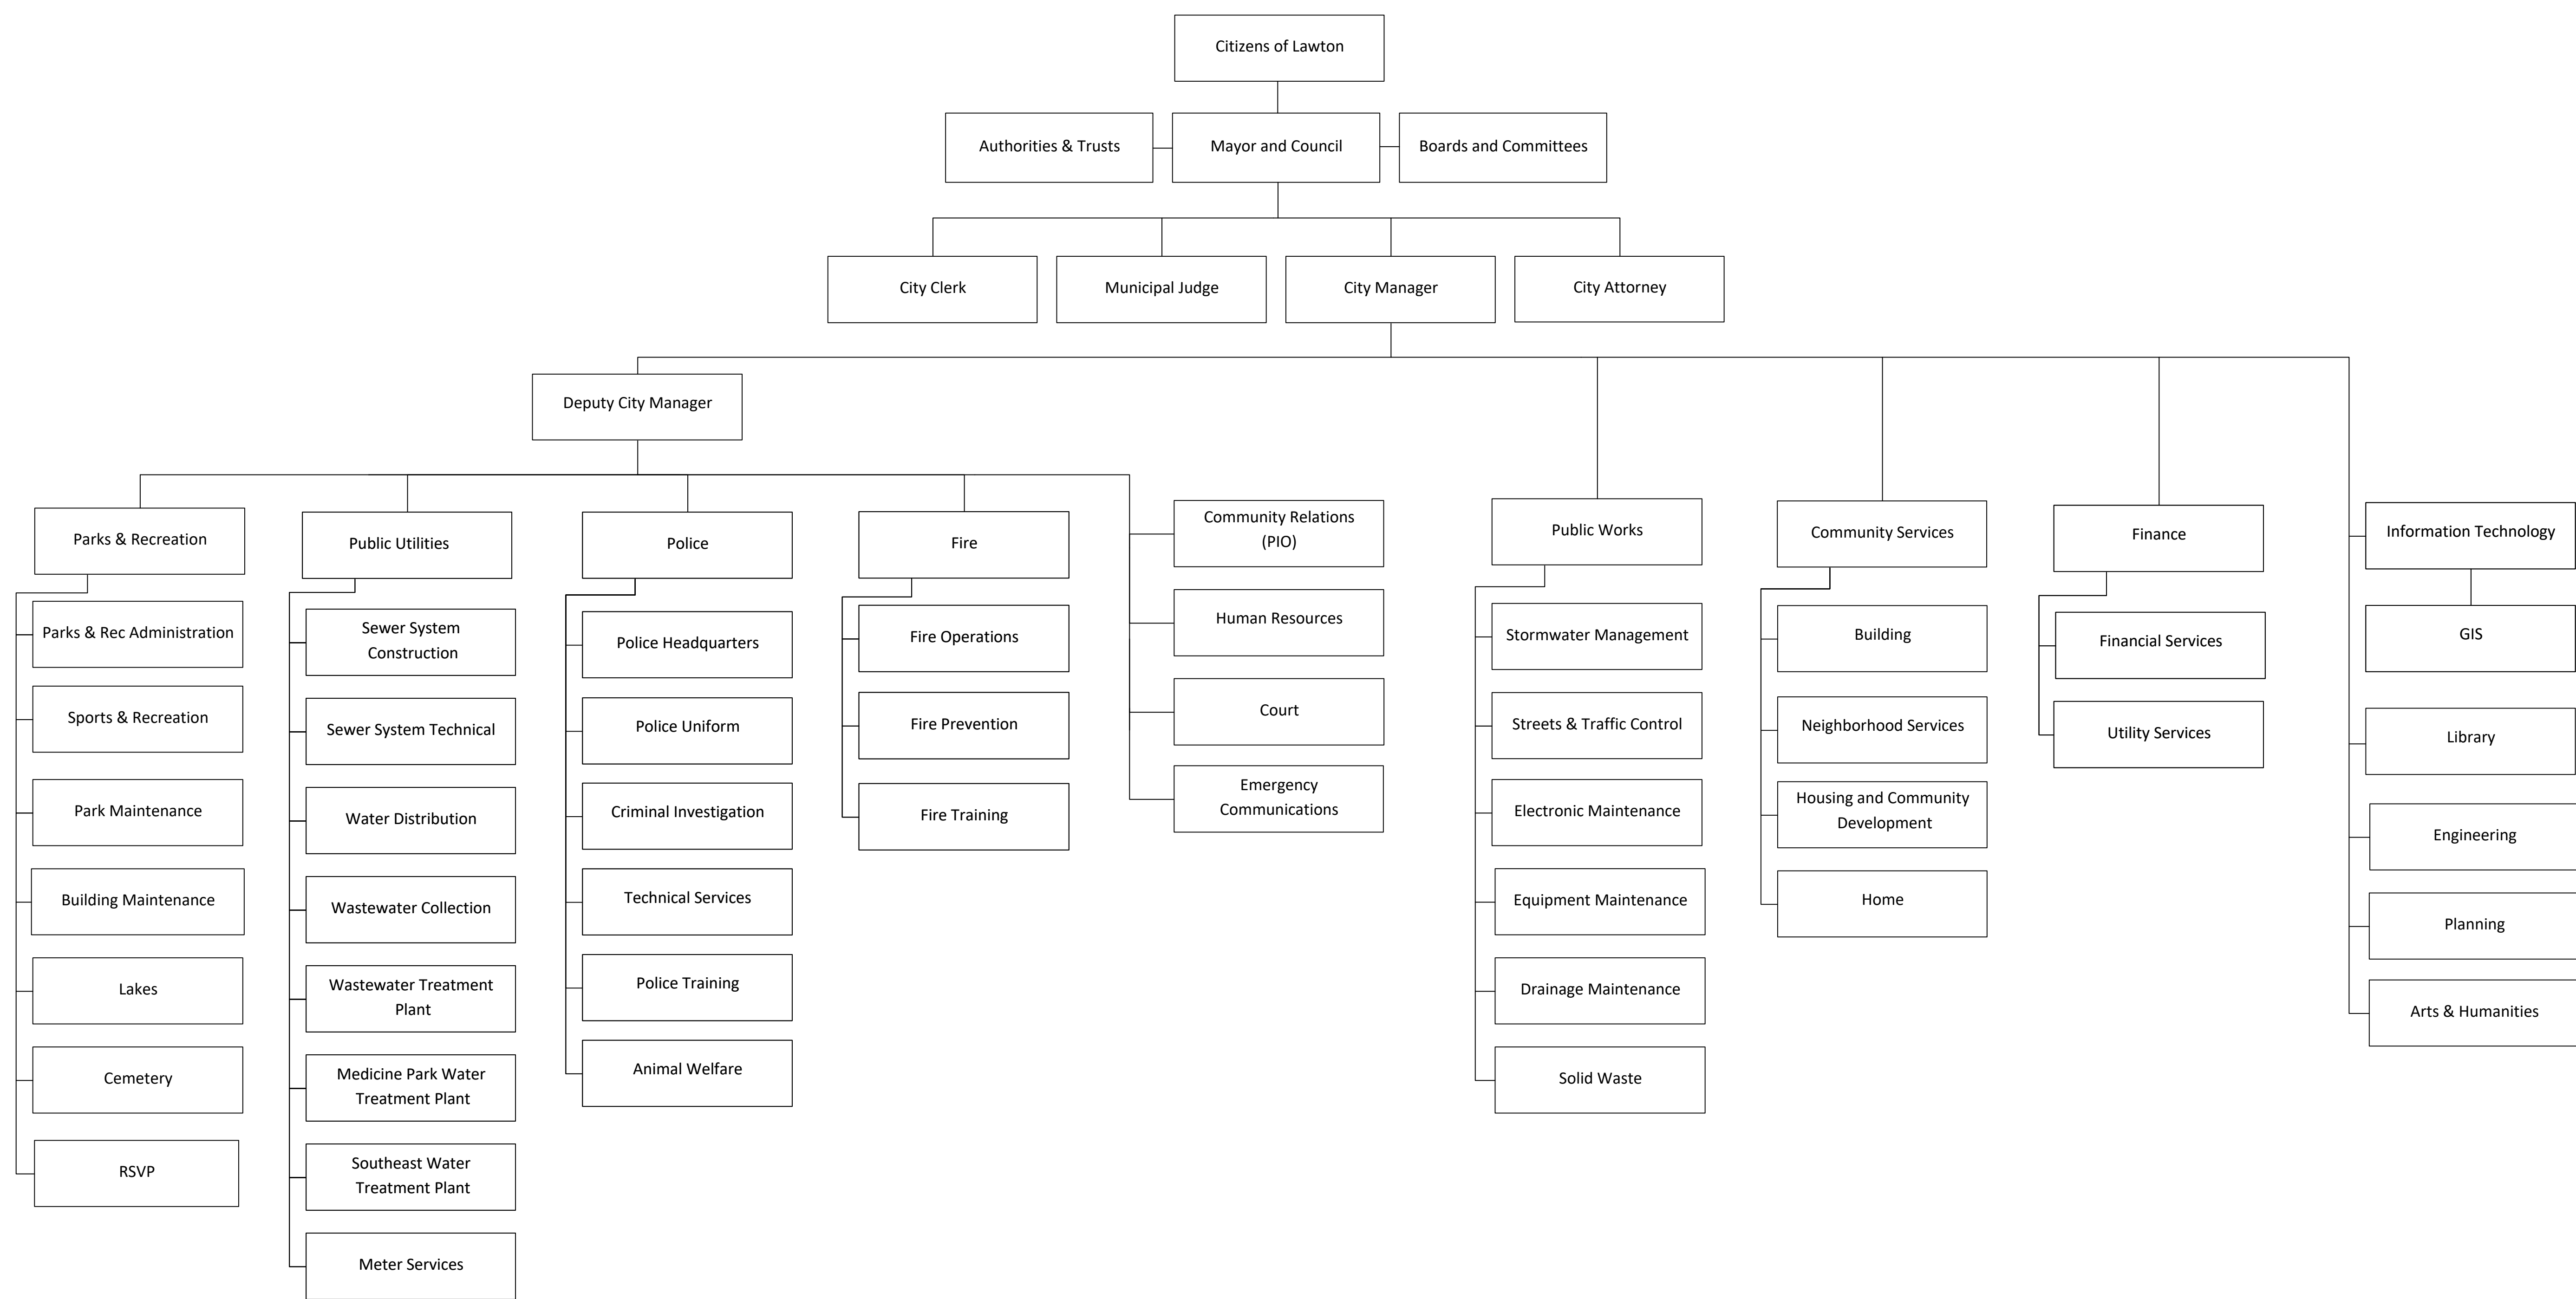 Citizens of Lawton
Authorities & Trusts
Mayor and Council
Boards and Committees
City Clerk
Municipal Judge
City Manager
City Attorney
Deputy City Manager
Parks & Recreation
Parks & Rec Administration
Sports & Recreation
Park Maintenance
Building Maintenance
Lakes
Cemetery
RSVP
Public Utilities
Sewer System
Construction
Sewer System Technical
Water Distribution
Wastewater Collection
Wastewater Treatment
Plant
Medicine Park Water
Treatment Plant
Southeast Water
Treatment Plant
Meter Services
Police
Police Headquarters
Police Uniform
Criminal Investigation
Technical Services
Police Training
Animal Welfare
Fire
Fire Operations
Fire Prevention
Fire Training
Community Relations
(PIO)
Human Resources
Court
Emergency
Communications
Public Works
Stormwater Management
Streets & Traffic Control
Electronic Maintenance
Equipment Maintenance
Drainage Maintenance
Solid Waste
Community Services
Building
Neighborhood Services
Housing and Community
Development
Home
Finance
Financial Services
Utility Services
Information Technology
GIS
Library
Engineering
Planning
Arts & Humanities